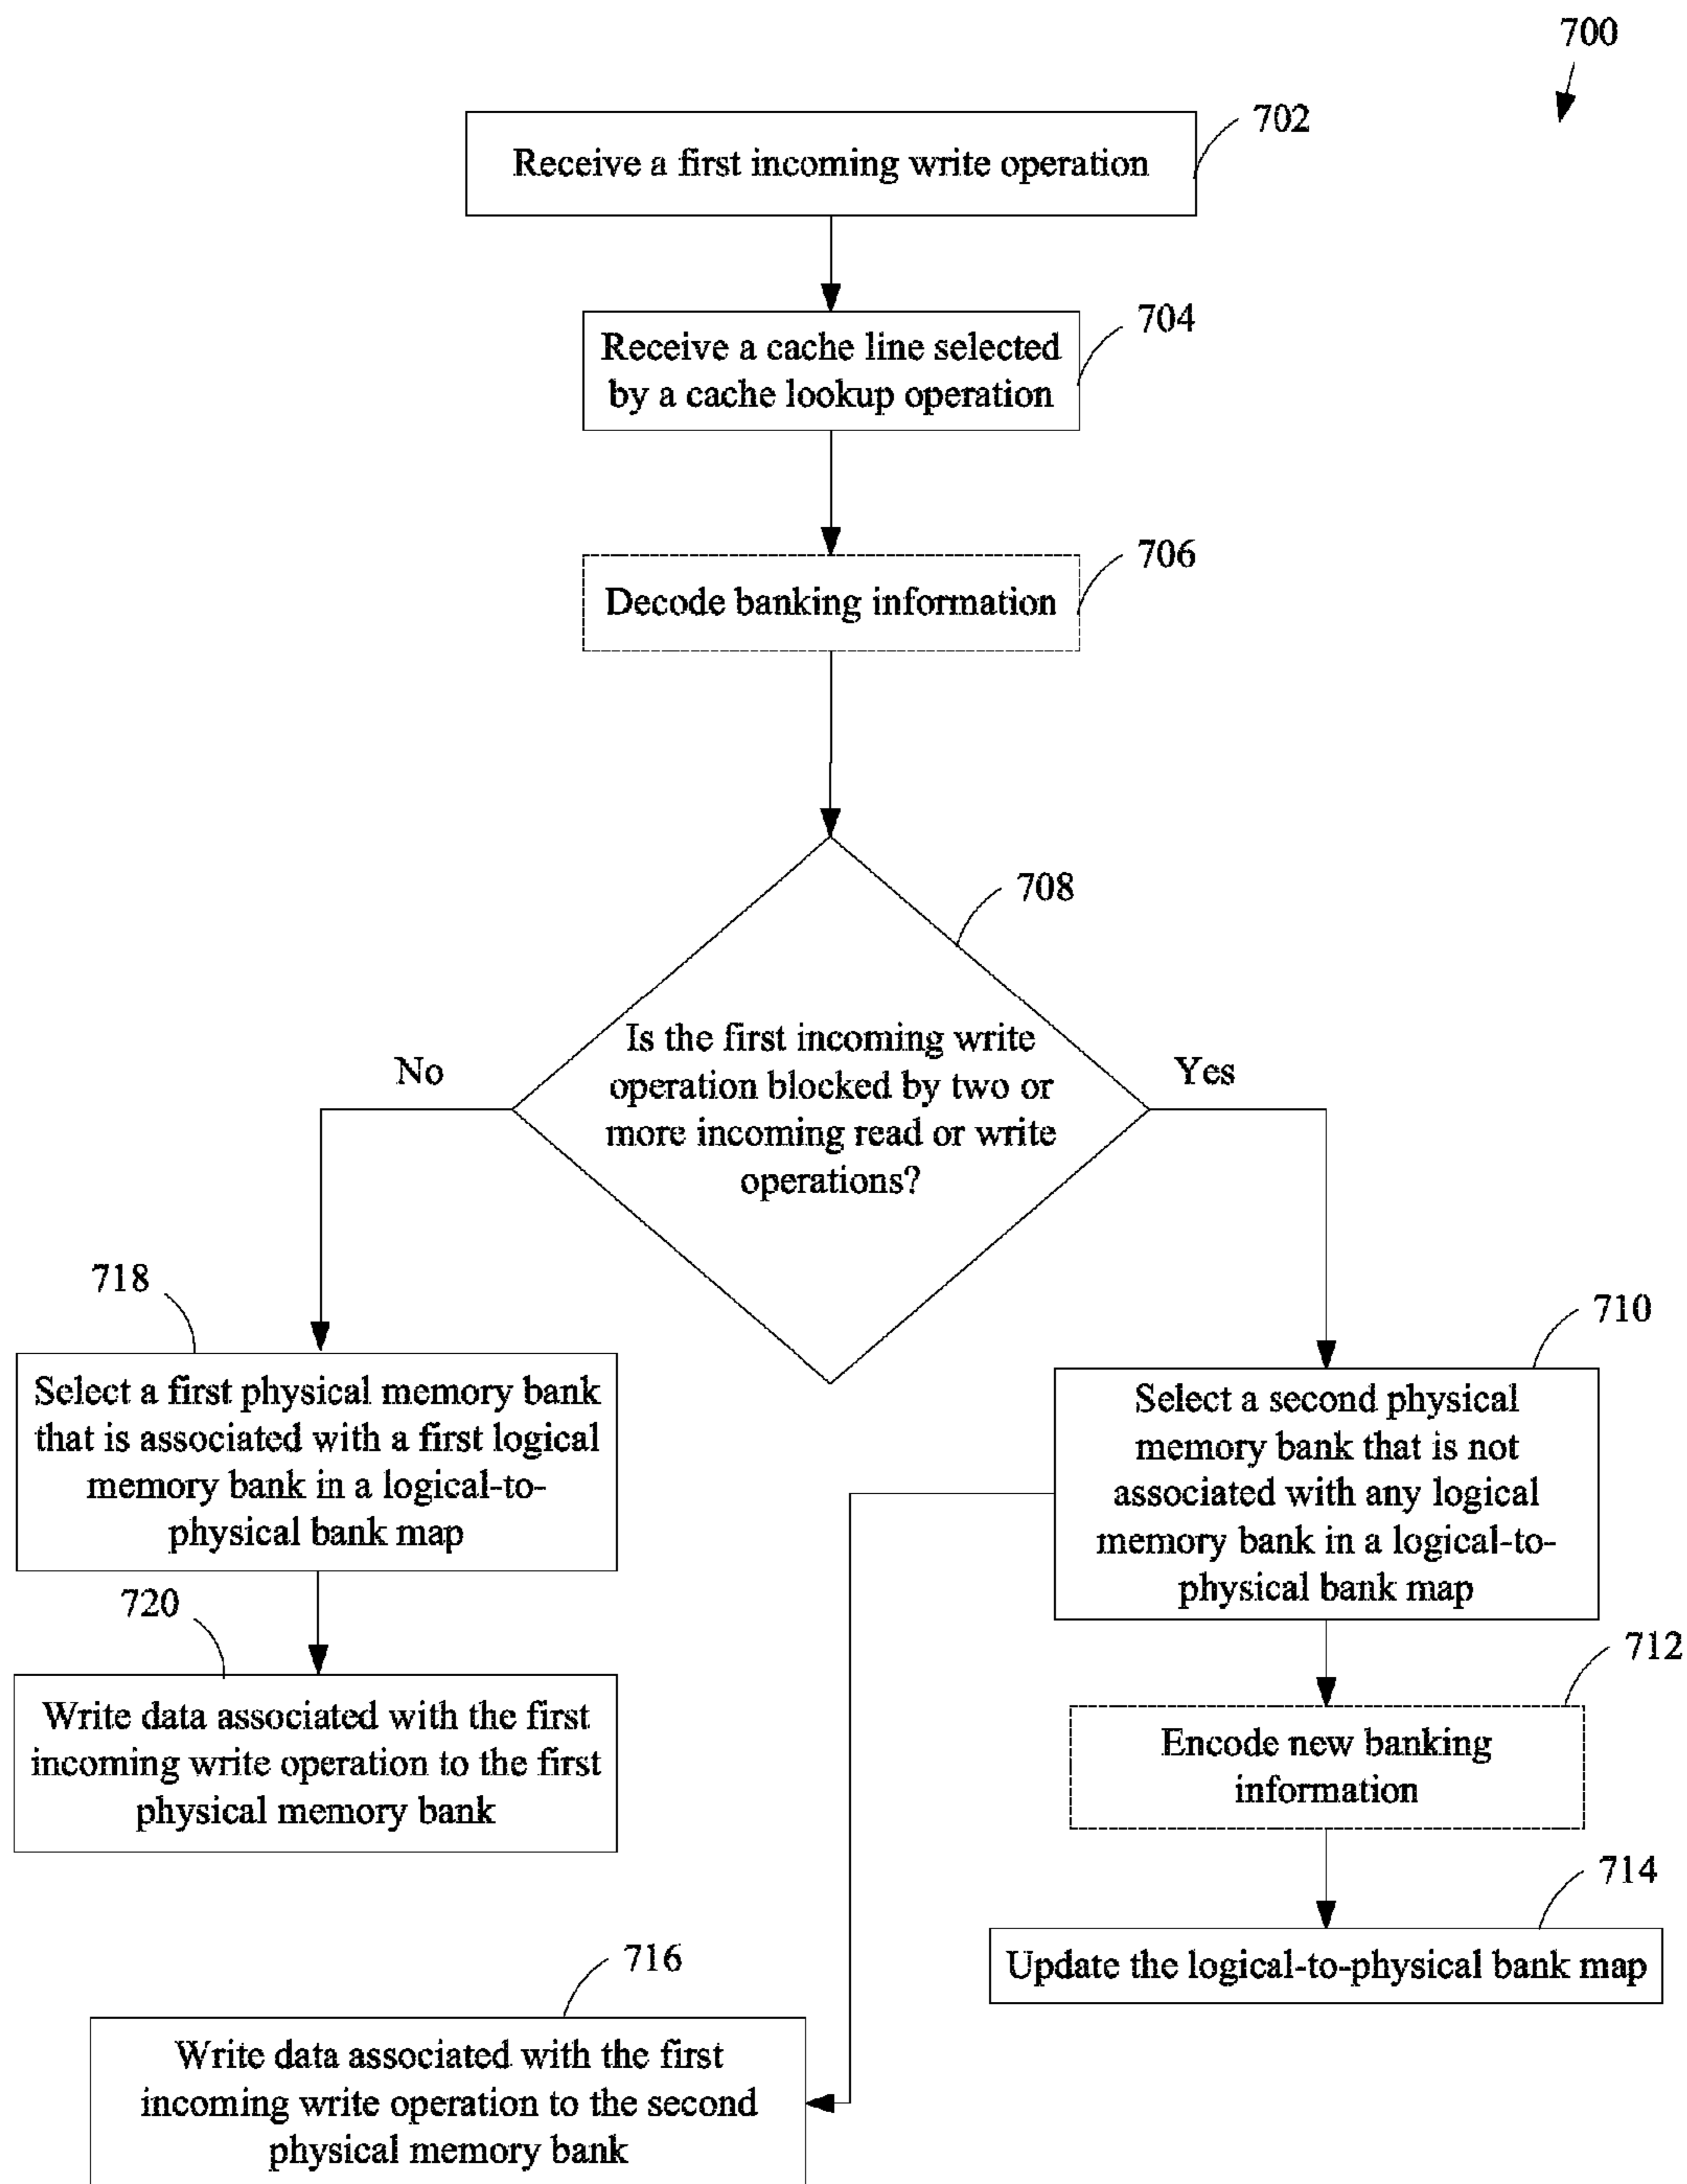 700
702
Receive a first incoming write operation
704
Receive a cache line selected
by a cache lookup operation
706
Decode banking information
708
Is the first incoming write
operation blocked by two or
more incoming read or write
operations?
No
Yes
718
Select a first physical memory bank
that is associated with a first logical
memory bank in a logical-to-
physical bank map
710
Select a second physical
memory bank that is not
associated with any logical
memory bank in a logical-to-
physical bank map
720
Write data associated with the first
incoming write operation to the first
physical memory bank
712
Encode new banking
information
714
Update the logical-to-physical bank map
716
Write data associated with the first
incoming write operation to the second
physical memory bank